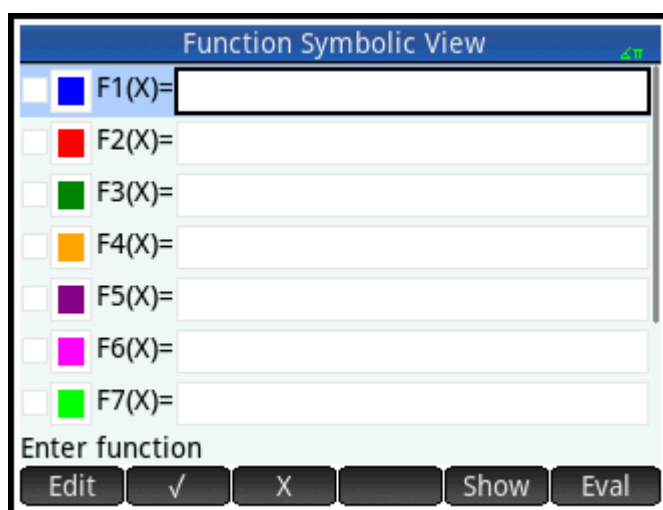 Function Symbolic View ∡π
F1(X)=
F2(X)=
F3(X)=
F4(X)=
F5(X)=
F6(X)=
F7(X)=
Enter function
Edit √ X Show Eval